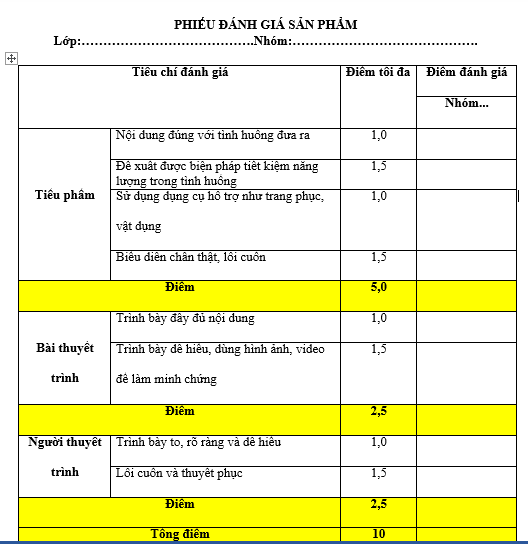 PHIẾU ĐÁNH GIÁ SẢN PHẨM
Lớp:………………………………….Nhóm:…………………………………….
Tiêu chí đánh giá Điểm tối đa Điểm đánh giá
Nhóm...
Tiểu phẩm
Nội dung đúng với tình huống đưa ra 1,0
Đề xuất được biện pháp tiết kiệm năng
lượng trong tình huống 1,5
Sử dụng dụng cụ hỗ trợ như trang phục,
vật dụng 1,0
Biểu diễn chân thật, lôi cuốn 1,5
Điểm 5,0
Bài thuyết
trình
Trình bày đầy đủ nội dung 1,0
Trình bày dễ hiểu, dùng hình ảnh, video
để làm minh chứng 1,5
Điểm 2,5
Người thuyết
trình
Trình bày to, rõ ràng và dễ hiểu 1,0
Lôi cuốn và thuyết phục 1,5
Điểm 2,5
Tổng điểm 10